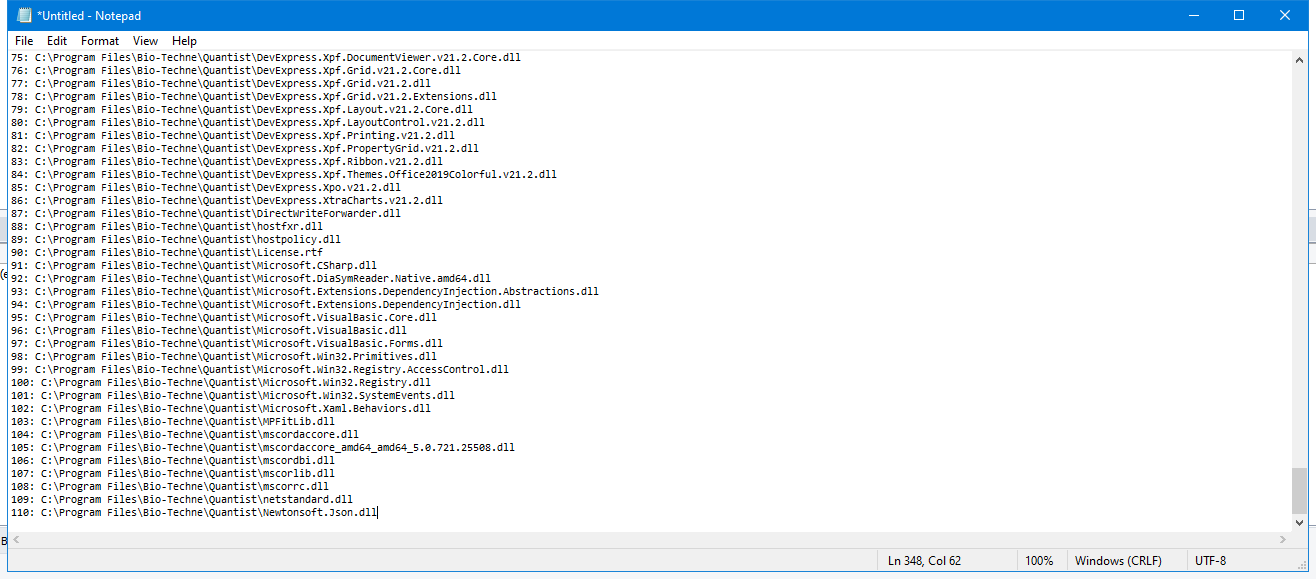 *Untitled - Notepad
File Edit Format View Help
75: C:\Program Files\Bio-Techne\Quantist\DevExpress.Xpf.DocumentViewer.v21.2.Core.dll
76: C:\Program Files\Bio-Techne\Quantist\DevExpress.Xpf.Grid.v21.2.Core.dll
77: C:\Program Files\Bio-Techne\Quantist\DevExpress.Xpf.Grid.v21.2.dll
78: C:\Program Files\Bio-Techne\Quantist\DevExpress.Xpf.Grid.v21.2.Extensions.dll
79: C:\Program Files\Bio-Techne\Quantist\DevExpress.Xpf.Layout.v21.2.Core.dll
80: C:\Program Files\Bio-Techne\Quantist\DevExpress.Xpf.LayoutControl.v21.2.dll
81: C:\Program Files\Bio-Techne\Quantist\DevExpress.Xpf.Printing.v21.2.dll
82: C:\Program Files\Bio-Techne\Quantist\DevExpress.Xpf.PropertyGrid.v21.2.dll
83: C:\Program Files\Bio-Techne\Quantist\DevExpress.Xpf.Ribbon.v21.2.dll
84: C:\Program Files\Bio-Techne\Quantist\DevExpress.Xpf.Themes.Office2019Colorful.v21.2.dll
85: C:\Program Files\Bio-Techne\Quantist\DevExpress.Xpo.v21.2.dll
86: C:\Program Files\Bio-Techne\Quantist\DevExpress.XtraCharts.v21.2.dll
87: C:\Program Files\Bio-Techne\Quantist\DirectWriteForwarder.dll
88: C:\Program Files\Bio-Techne\Quantist\hostfxr.dll
89: C:\Program Files\Bio-Techne\Quantist\hostpolicy.dll
90: C:\Program Files\Bio-Techne\Quantist\License.rtf
91: C:\Program Files\Bio-Techne\Quantist\Microsoft.CSharp.dll
92: C:\Program Files\Bio-Techne\Quantist\Microsoft.DiaSymReader.Native.amd64.dll
93: C:\Program Files\Bio-Techne\Quantist\Microsoft.Extensions.DependencyInjection.Abstractions.dll
94: C:\Program Files\Bio-Techne\Quantist\Microsoft.Extensions.DependencyInjection.dll
95: C:\Program Files\Bio-Techne\Quantist\Microsoft.VisualBasic.Core.dll
96: C:\Program Files\Bio-Techne\Quantist\Microsoft.VisualBasic.dll
97: C:\Program Files\Bio-Techne\Quantist\Microsoft.VisualBasic.Forms.dll
98: C:\Program Files\Bio-Techne\Quantist\Microsoft.Win32.Primitives.dll
99: C:\Program Files\Bio-Techne\Quantist\Microsoft.Win32.Registry.AccessControl.dll
100: C:\Program Files\Bio-Techne\Quantist\Microsoft.Win32.Registry.dll
101: C:\Program Files\Bio-Techne\Quantist\Microsoft.Win32.SystemEvents.dll
102: C:\Program Files\Bio-Techne\Quantist\Microsoft.Xaml.Behaviors.dll
103: C:\Program Files\Bio-Techne\Quantist\MPFitLib.dll
104: C:\Program Files\Bio-Techne\Quantist\mscordaccore.dll
105: C:\Program Files\Bio-Techne\Quantist\mscordaccore_amd64_amd64_5.0.721.25508.dll
106: C:\Program Files\Bio-Techne\Quantist\mscordbi.dll
107: C:\Program Files\Bio-Techne\Quantist\mscorlib.dll
108: C:\Program Files\Bio-Techne\Quantist\mscorrc.dll
109: C:\Program Files\Bio-Techne\Quantist\netstandard.dll
110: C:\Program Files\Bio-Techne\Quantist\Newtonsoft.Json.dll
Ln 348, Col 62 100% Windows (CRLF) UTF-8